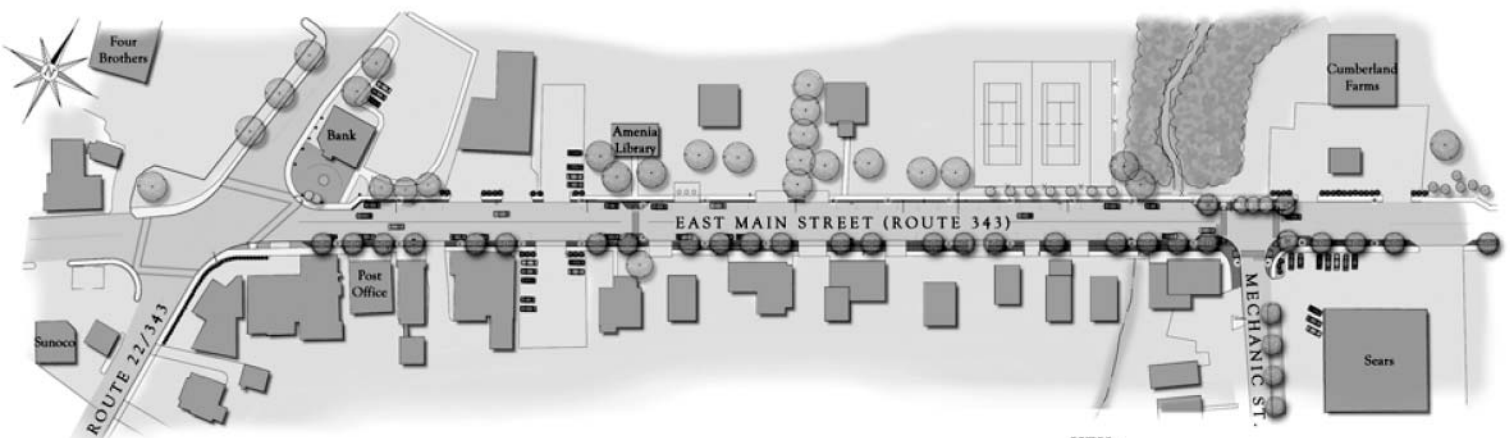 Four
Brothers
N
Bank
Amenia
Library
Cumberland
Farms
EAST MAIN STREET (ROUTE 343)
Post
Office
Sunoco
ROUTE 22/343
MECHANIC ST.
Sears